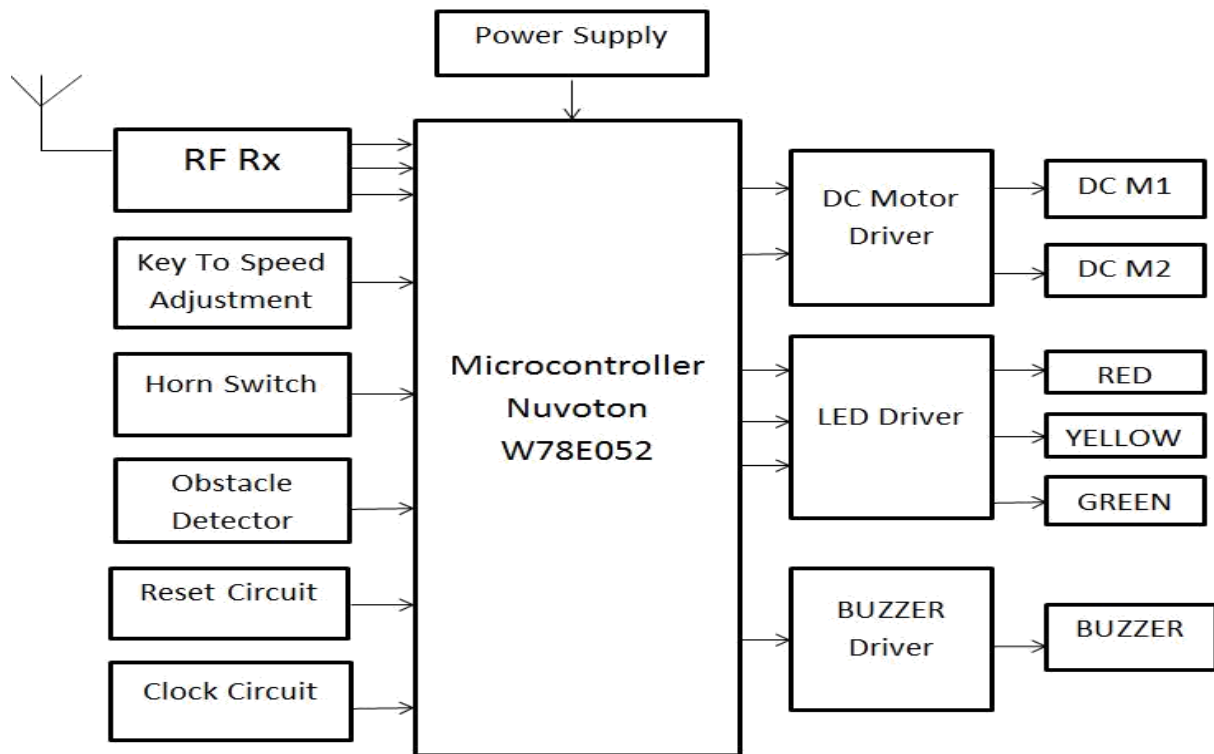 Power Supply
RF Rx
Key To Speed
Adjustment
Horn Switch
Obstacle
Detector
Reset Circuit
Clock Circuit
Microcontroller
Nuvoton
W78E052
DC Motor
Driver
LED Driver
BUZZER
Driver
DC M1
DC M2
RED
YELLOW
GREEN
BUZZER